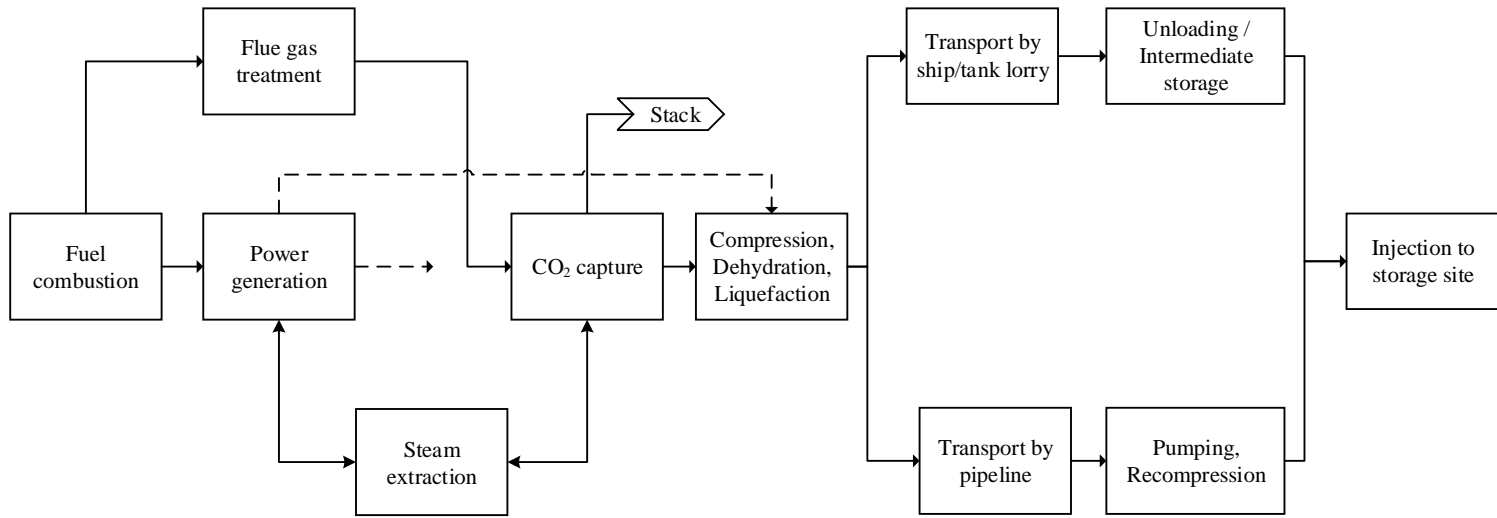 Flue gas
treatment
Transport by
ship/tank lorry
Unloading /
Intermediate
storage
Stack
Fuel
combustion
Power
generation
CO₂ capture
Compression,
Dehydration,
Liquefaction
Injection to
storage site
Steam
extraction
Transport by
pipeline
Pumping,
Recompression